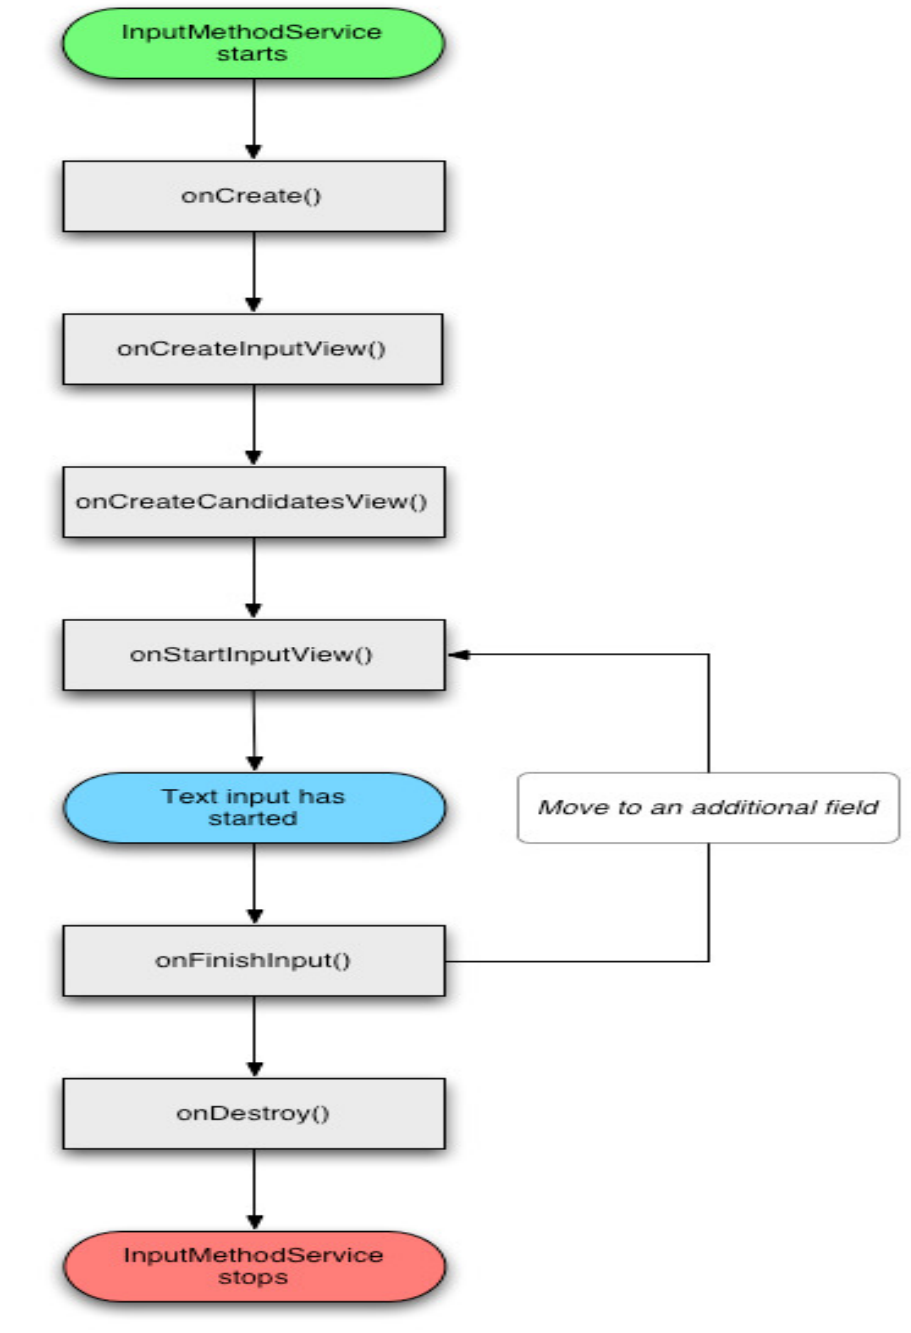 InputMethodService
starts
onCreate()
onCreateInputView()
onCreateCandidatesView()
onStartInputView()
Text input has
started
Move to an additional field
onFinishInput()
onDestroy()
InputMethodService
stops